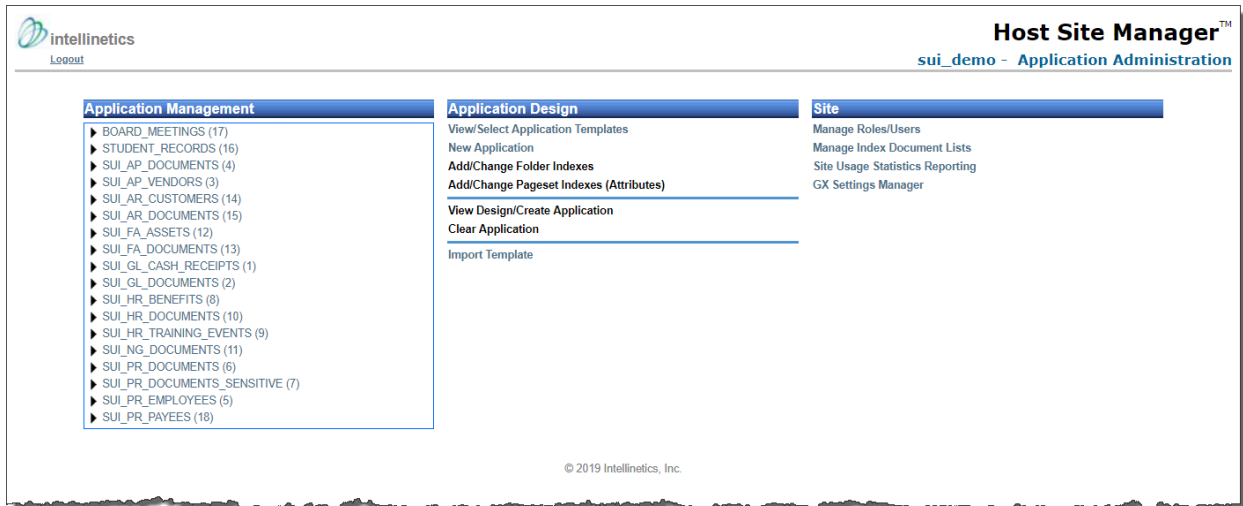 intellinetics
Logout
Host Site Manager™
sui_demo - Application Administration
Application Management
BOARD_MEETINGS (17)
STUDENT_RECORDS (16)
SUI_AP_DOCUMENTS (4)
SUI_AP_VENDORS (3)
SUI_AR_CUSTOMERS (14)
SUI_AR_DOCUMENTS (15)
SUI_FA_ASSETS (12)
SUI_FA_DOCUMENTS (13)
SUI_GL_CASH_RECEIPTS (1)
SUI_GL_DOCUMENTS (2)
SUI_HR_BENEFITS (8)
SUI_HR_DOCUMENTS (10)
SUI_HR_TRAINING_EVENTS (9)
SUI_NG_DOCUMENTS (11)
SUI_PR_DOCUMENTS (6)
SUI_PR_DOCUMENTS_SENSITIVE (7)
SUI_PR_EMPLOYEES (5)
SUI_PR_PAYEES (18)
Application Design
View/Select Application Templates
New Application
Add/Change Folder Indexes
Add/Change Pageset Indexes (Attributes)
View Design/Create Application
Clear Application
Import Template
Site
Manage Roles/Users
Manage Index Document Lists
Site Usage Statistics Reporting
GX Settings Manager
© 2019 Intellinetics, Inc.